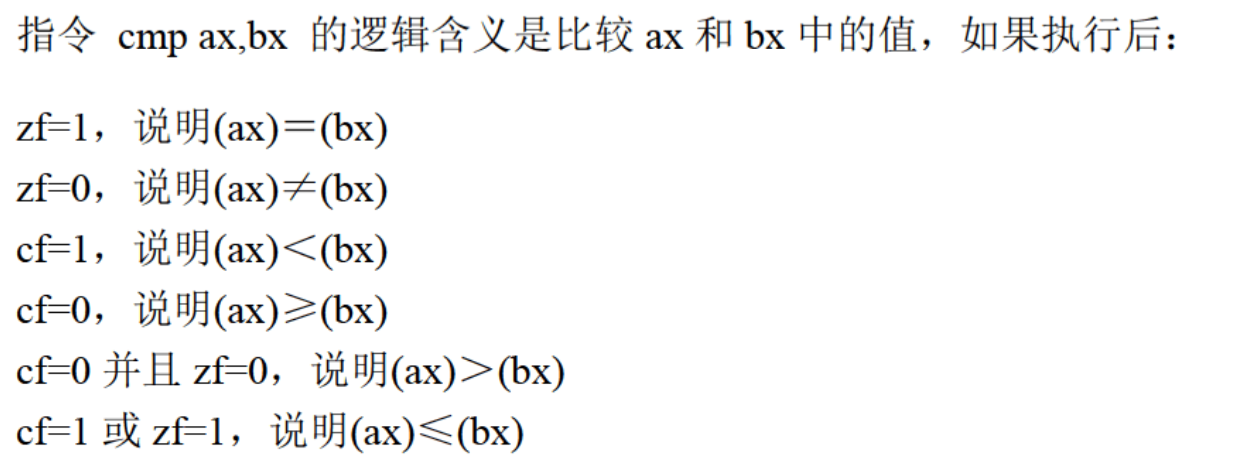 指令 cmp ax,bx 的逻辑含义是比较 ax 和 bx 中的值，如果执行后：
zf=1，说明(ax)＝(bx)
zf=0，说明(ax)≠(bx)
cf=1，说明(ax)＜(bx)
cf=0，说明(ax)≥(bx)
cf=0 并且 zf=0，说明(ax)＞(bx)
cf=1 或 zf=1，说明(ax)≤(bx)